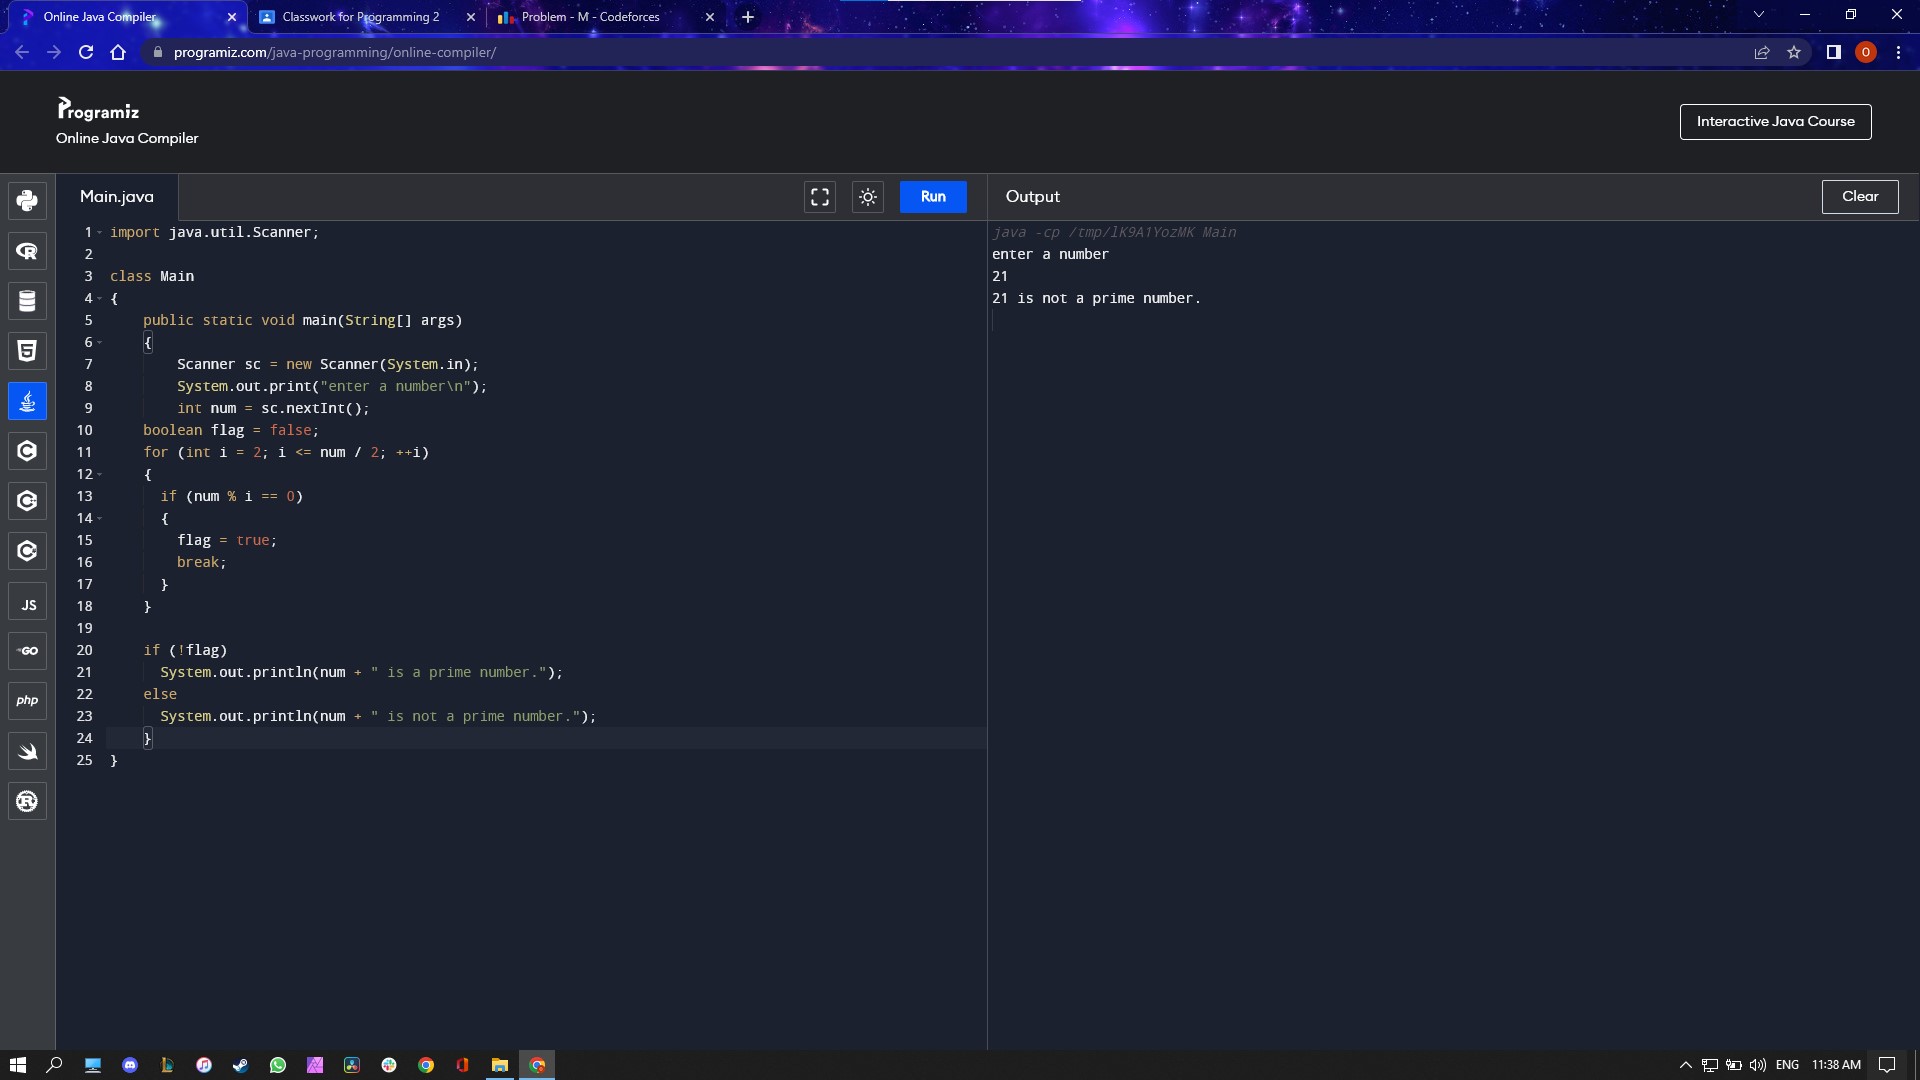 Online Java Compiler
Classwork for Programming 2
Problem - M - Codeforces
programiz.com/java-programming/online-compiler/
O
Programiz
Online Java Compiler
Interactive Java Course
Main.java
Run
Output
Clear
1 import java.util.Scanner;
2
3 class Main
4 {
5 public static void main(String[] args)
6 {
7 Scanner sc = new Scanner(System.in);
8 System.out.print("enter a number\n");
9 int num = sc.nextInt();
10 boolean flag = false;
11 for (int i = 2; i <= num / 2; ++i)
12 {
13 if (num % i == 0)
14 {
15 flag = true;
16 break;
17 }
18 }
19
20 if (!flag)
21 System.out.println(num + " is a prime number.");
22 else
23 System.out.println(num + " is not a prime number.");
24 }
25 }
java -cp /tmp/lK9A1YozMK Main
enter a number
21
21 is not a prime number.
R
5
C
C
C
JS
GO
php
R
ENG
11:38 AM